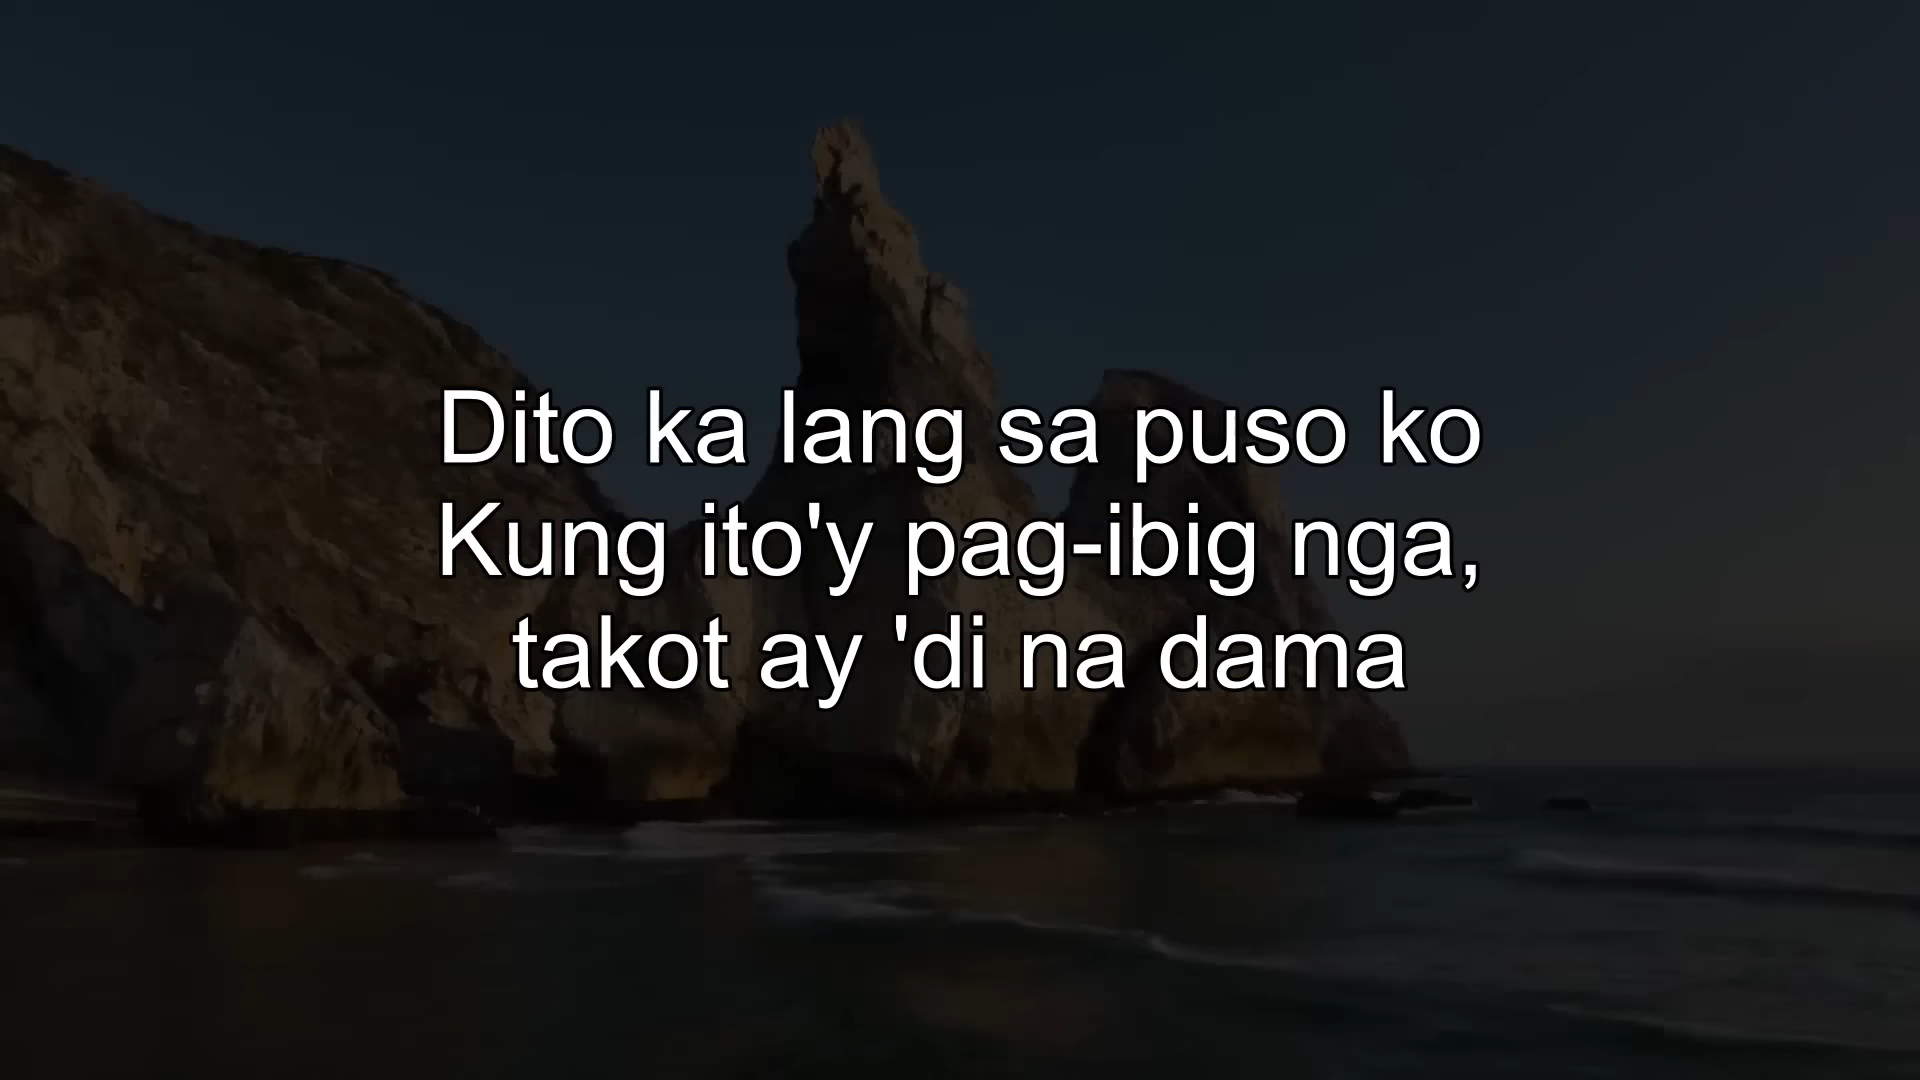 Dito ka lang sa puso ko
Kung ito'y pag-ibig nga,
takot ay 'di na dama